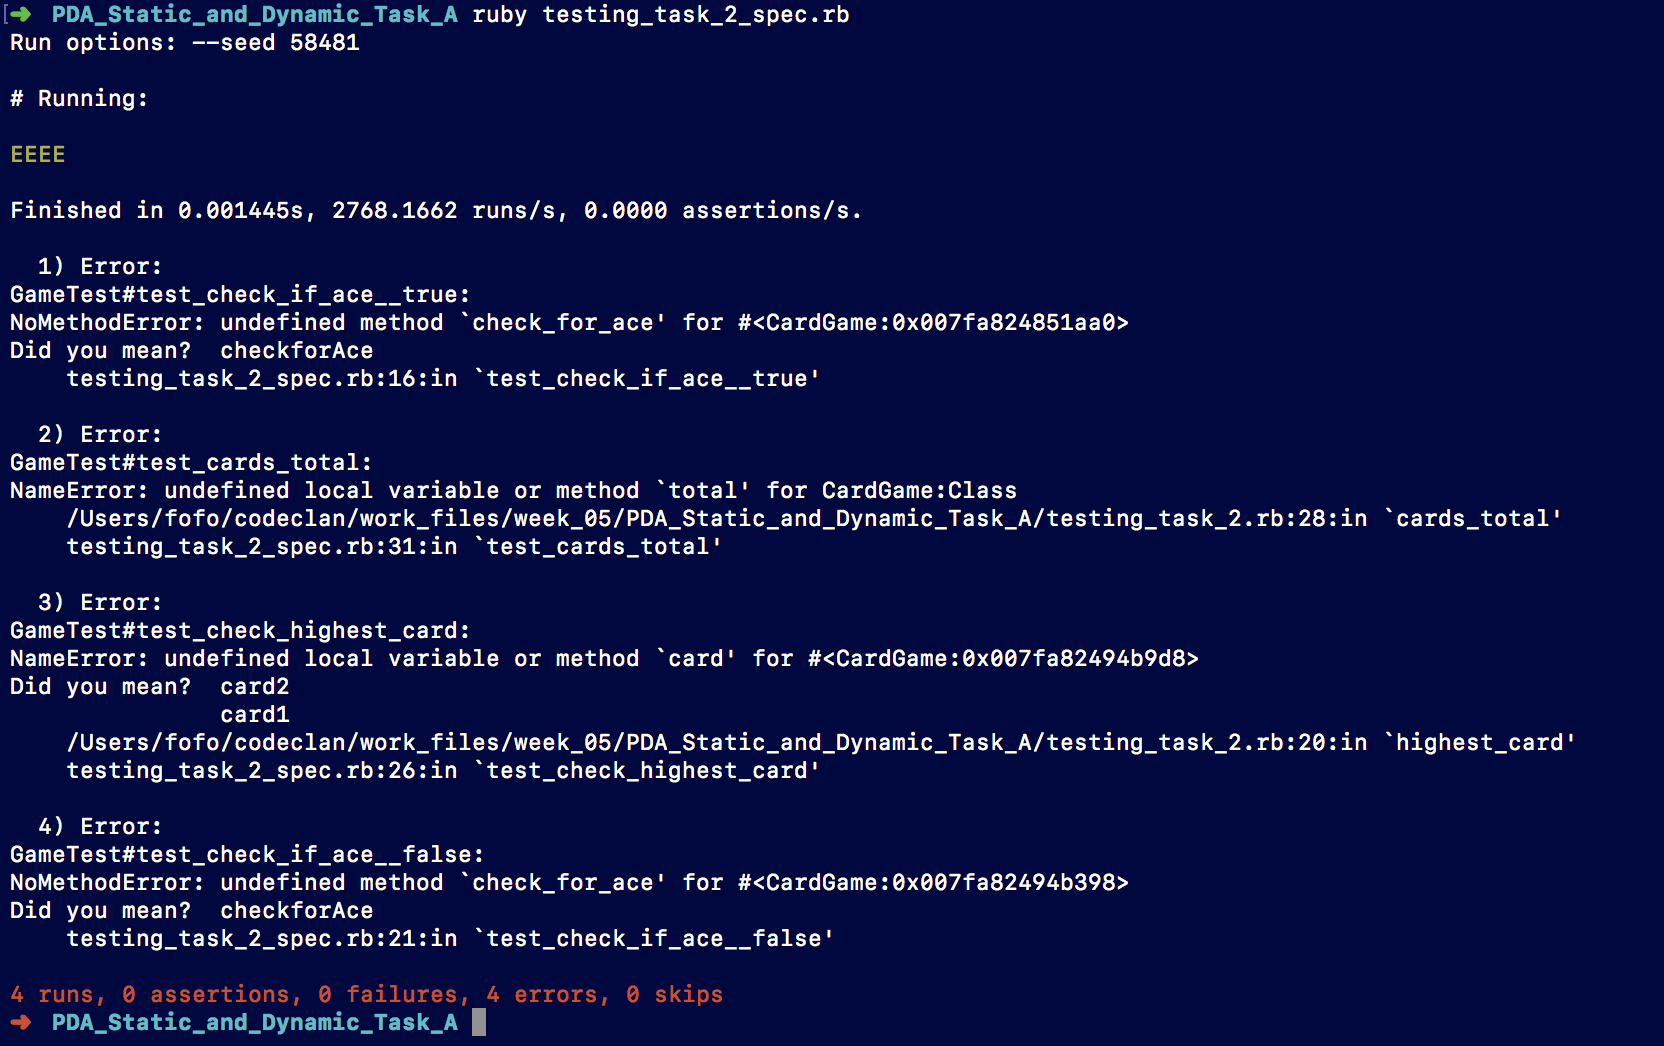 [➜  PDA_Static_and_Dynamic_Task_A ruby testing_task_2_spec.rb
Run options: --seed 58481
# Running:
EEEE
Finished in 0.001445s, 2768.1662 runs/s, 0.0000 assertions/s.
  1) Error:
GameTest#test_check_if_ace__true:
NoMethodError: undefined method `check_for_ace' for #<CardGame:0x007fa824851aa0>
Did you mean?  checkforAce
    testing_task_2_spec.rb:16:in `test_check_if_ace__true'
  2) Error:
GameTest#test_cards_total:
NameError: undefined local variable or method `total' for CardGame:Class
    /Users/fofo/codeclan/work_files/week_05/PDA_Static_and_Dynamic_Task_A/testing_task_2.rb:28:in `cards_total'
    testing_task_2_spec.rb:31:in `test_cards_total'
  3) Error:
GameTest#test_check_highest_card:
NameError: undefined local variable or method `card' for #<CardGame:0x007fa82494b9d8>
Did you mean?  card2
               card1
    /Users/fofo/codeclan/work_files/week_05/PDA_Static_and_Dynamic_Task_A/testing_task_2.rb:20:in `highest_card'
    testing_task_2_spec.rb:26:in `test_check_highest_card'
  4) Error:
GameTest#test_check_if_ace__false:
NoMethodError: undefined method `check_for_ace' for #<CardGame:0x007fa82494b398>
Did you mean?  checkforAce
    testing_task_2_spec.rb:21:in `test_check_if_ace__false'
4 runs, 0 assertions, 0 failures, 4 errors, 0 skips
➜  PDA_Static_and_Dynamic_Task_A